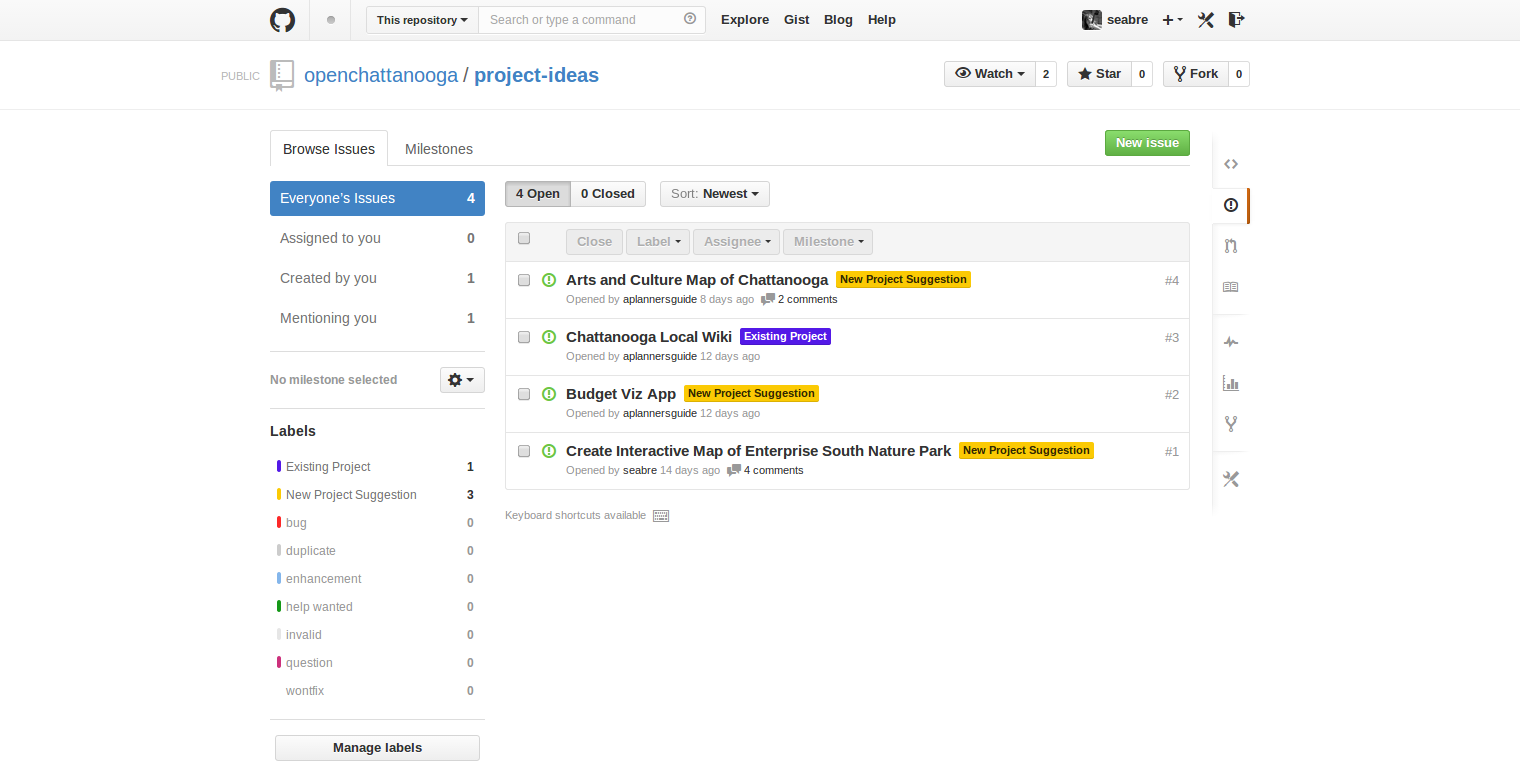 This repository Search or type a command Explore Gist Blog Help seabre
PUBLIC openchattanooga / project-ideas Watch 2 Star 0 Fork 0
Browse Issues Milestones New issue
Everyone's Issues 4
Assigned to you 0
Created by you 1
Mentioning you 1
No milestone selected
Labels
Existing Project 1
New Project Suggestion 3
bug 0
duplicate 0
enhancement 0
help wanted 0
invalid 0
question 0
wontfix 0
Manage labels
4 Open 0 Closed Sort: Newest
Close Label Assignee Milestone
Arts and Culture Map of Chattanooga New Project Suggestion #4
Opened by aplannersguide 8 days ago 2 comments
Chattanooga Local Wiki Existing Project #3
Opened by aplannersguide 12 days ago
Budget Viz App New Project Suggestion #2
Opened by aplannersguide 12 days ago
Create Interactive Map of Enterprise South Nature Park New Project Suggestion #1
Opened by seabre 14 days ago 4 comments
Keyboard shortcuts available